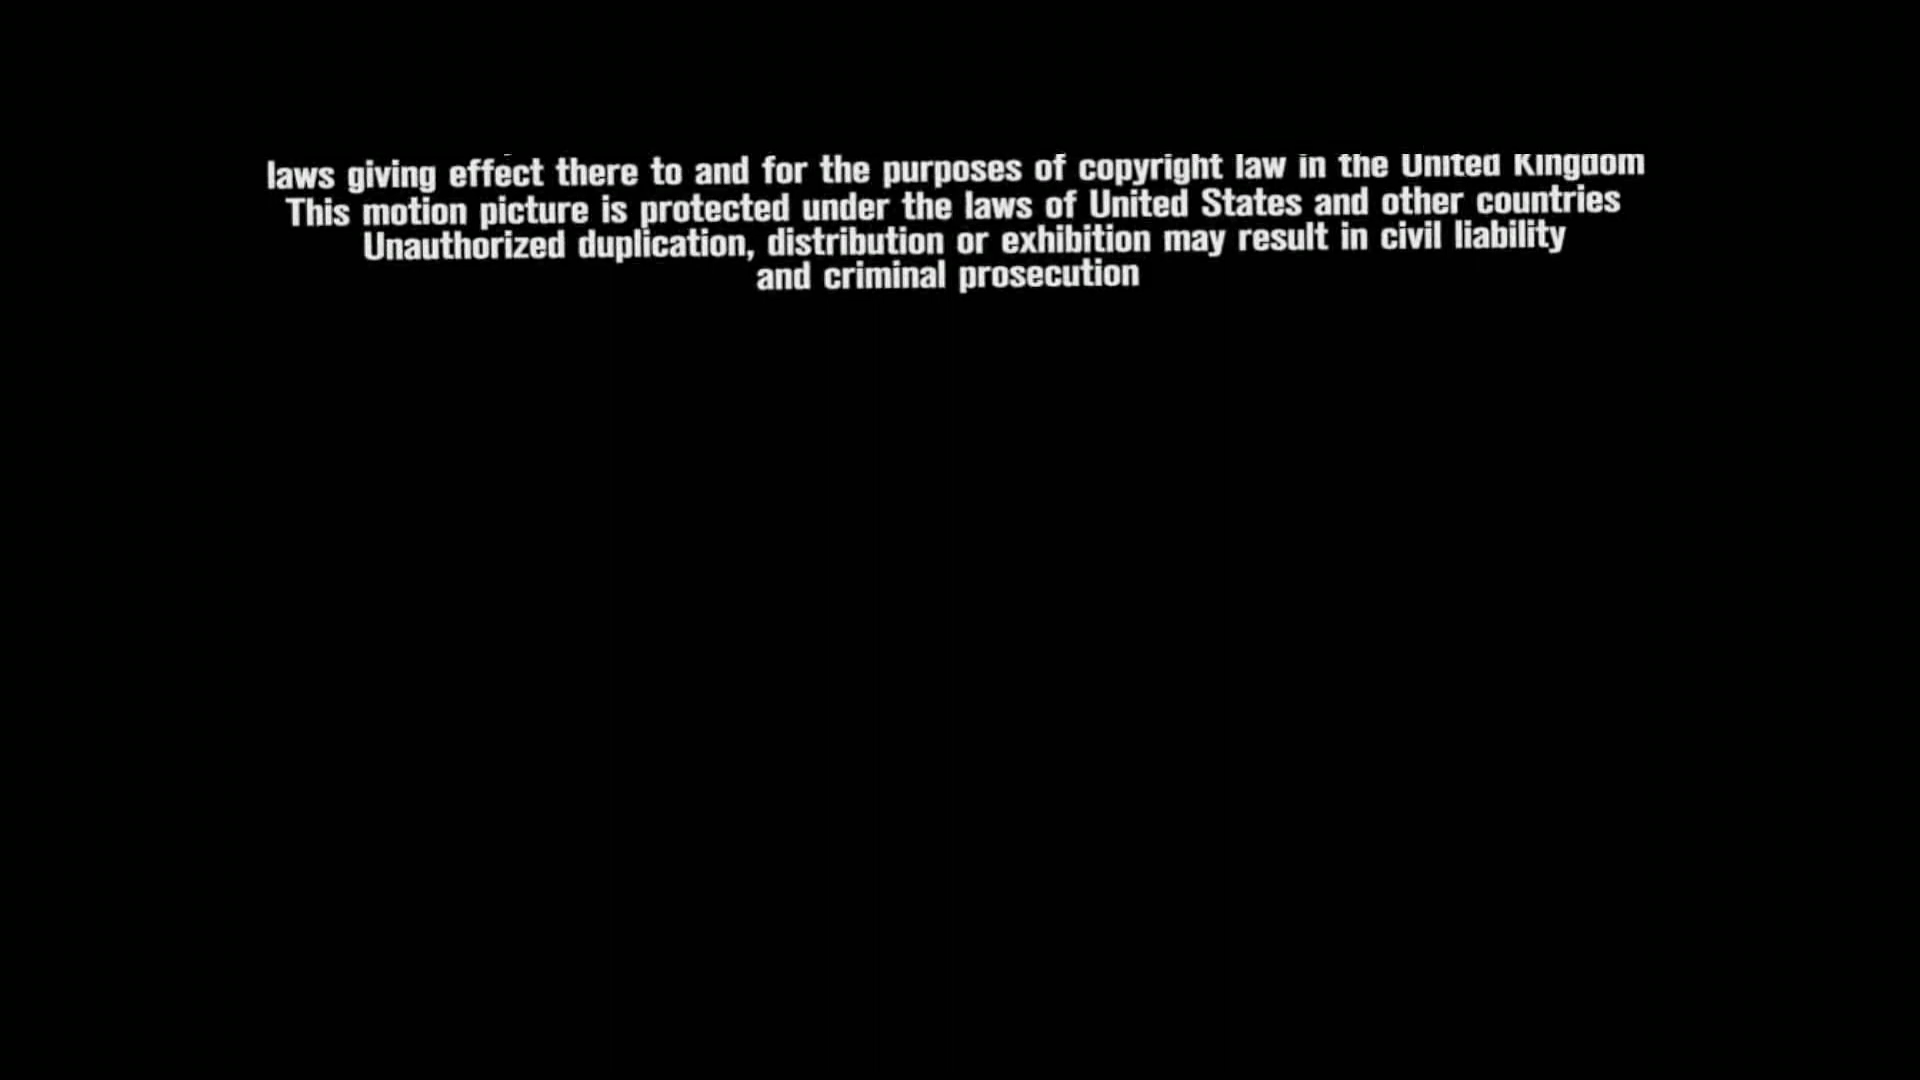 laws giving effect there to and for the purposes of copyright law in the United Kingdom
This motion picture is protected under the laws of United States and other countries
Unauthorized duplication, distribution or exhibition may result in civil liability
and criminal prosecution